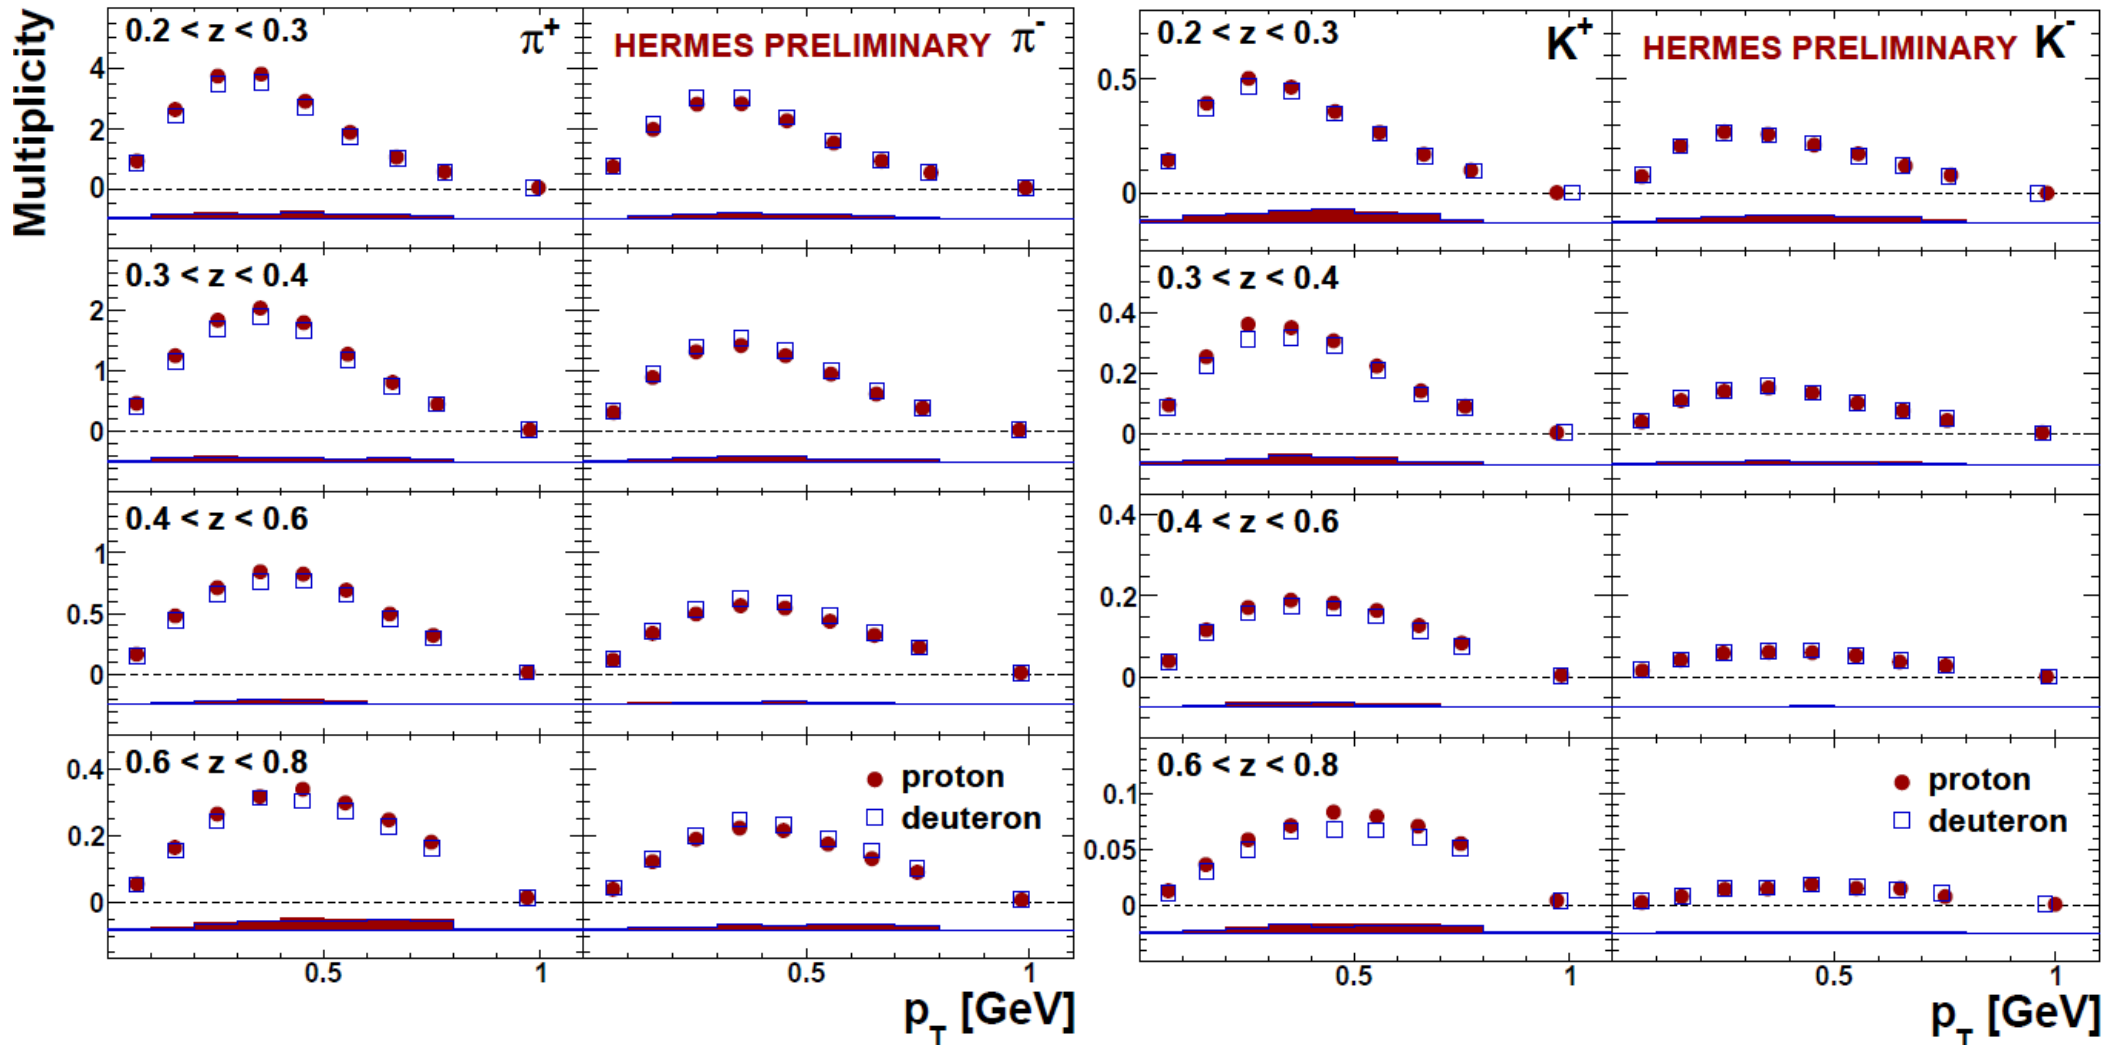 Multiplicity
0.2 < z < 0.3 π+
HERMES PRELIMINARY π-
4
2
0
0.3 < z < 0.4
2
1
0
0.4 < z < 0.6
1
0.5
0
0.6 < z < 0.8
0.4
0.2
0
proton
deuteron
0.5 1 0.5 1
pT [GeV]
0.2 < z < 0.3 K+
HERMES PRELIMINARY K-
0.5
0
0.3 < z < 0.4
0.4
0.2
0
0.4 < z < 0.6
0.4
0.2
0
0.6 < z < 0.8
0.1
0.05
0
proton
deuteron
0.5 1 0.5 1
pT [GeV]